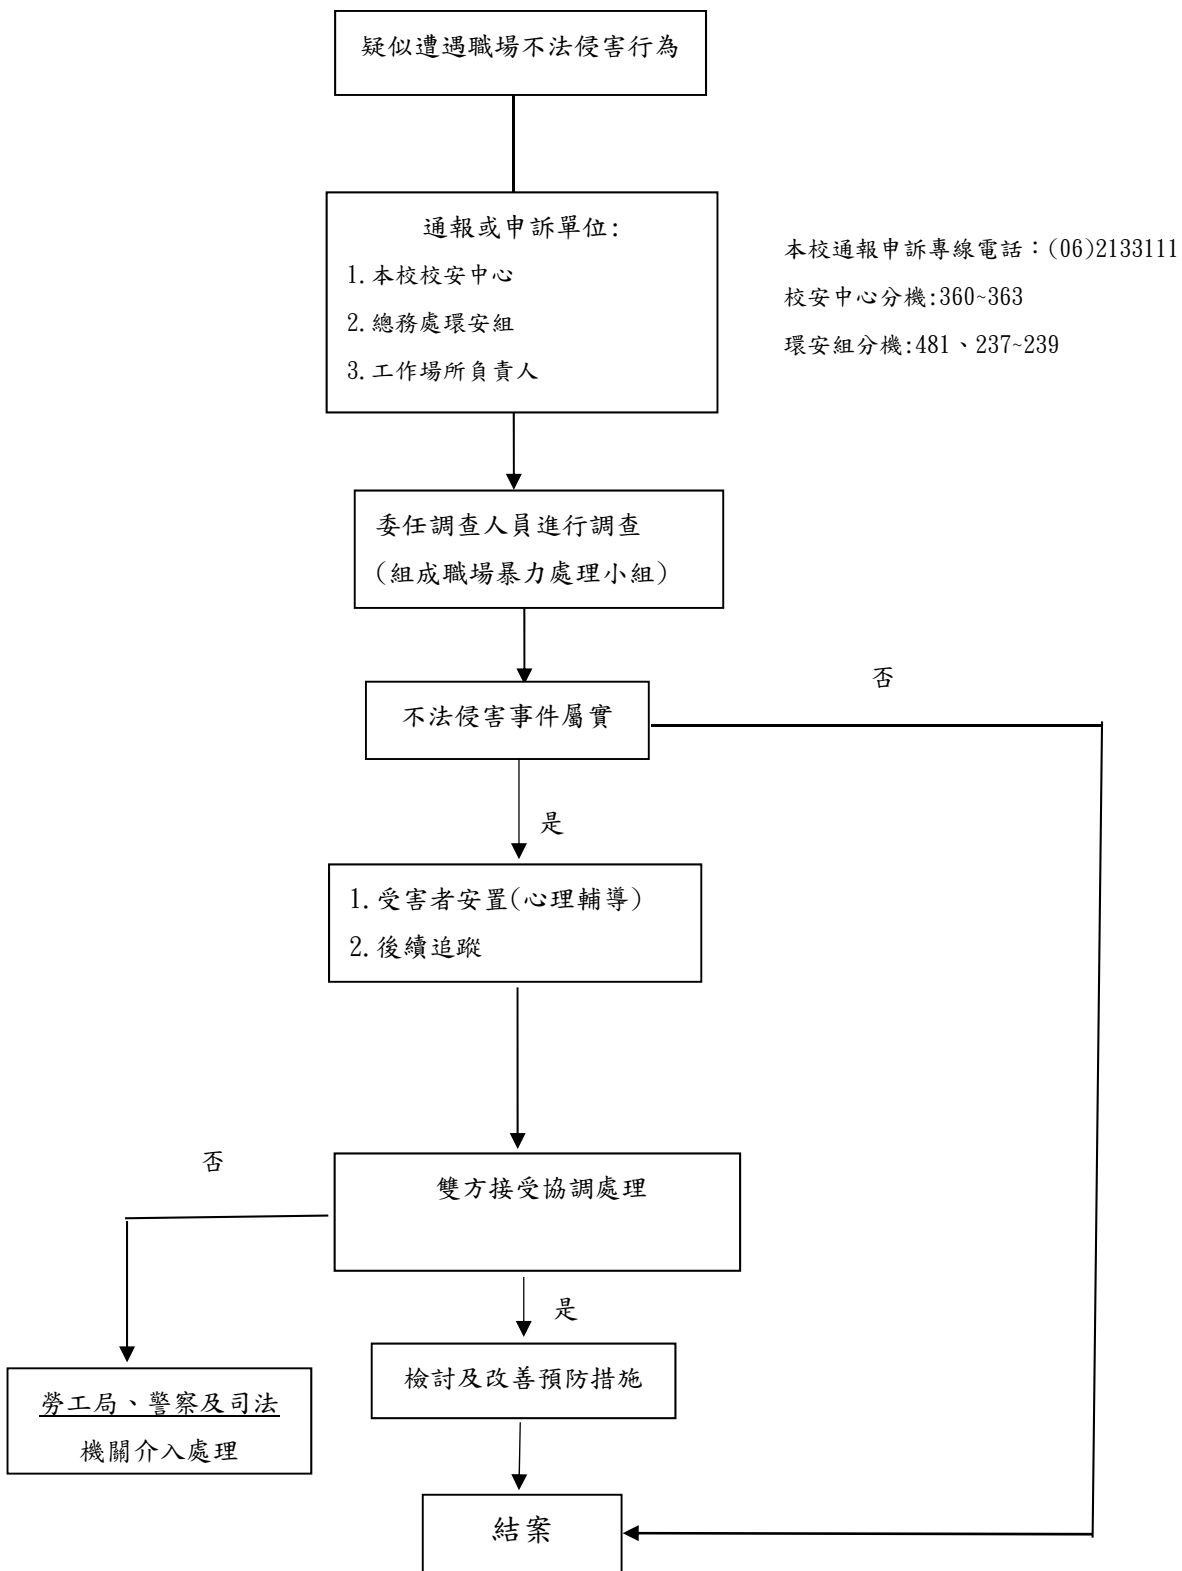 疑似遭遇職場不法侵害行為
通報或申訴單位:
1.本校校安中心
2.總務處環安組
3.工作場所負責人
本校通報申訴專線電話：(06)2133111
校安中心分機:360~363
環安組分機:481、237~239
委任調查人員進行調查
(組成職場暴力處理小組)
不法侵害事件屬實
否
是
1.受害者安置(心理輔導)
2.後續追蹤
雙方接受協調處理
否
是
勞工局、警察及司法
機關介入處理
檢討及改善預防措施
結案